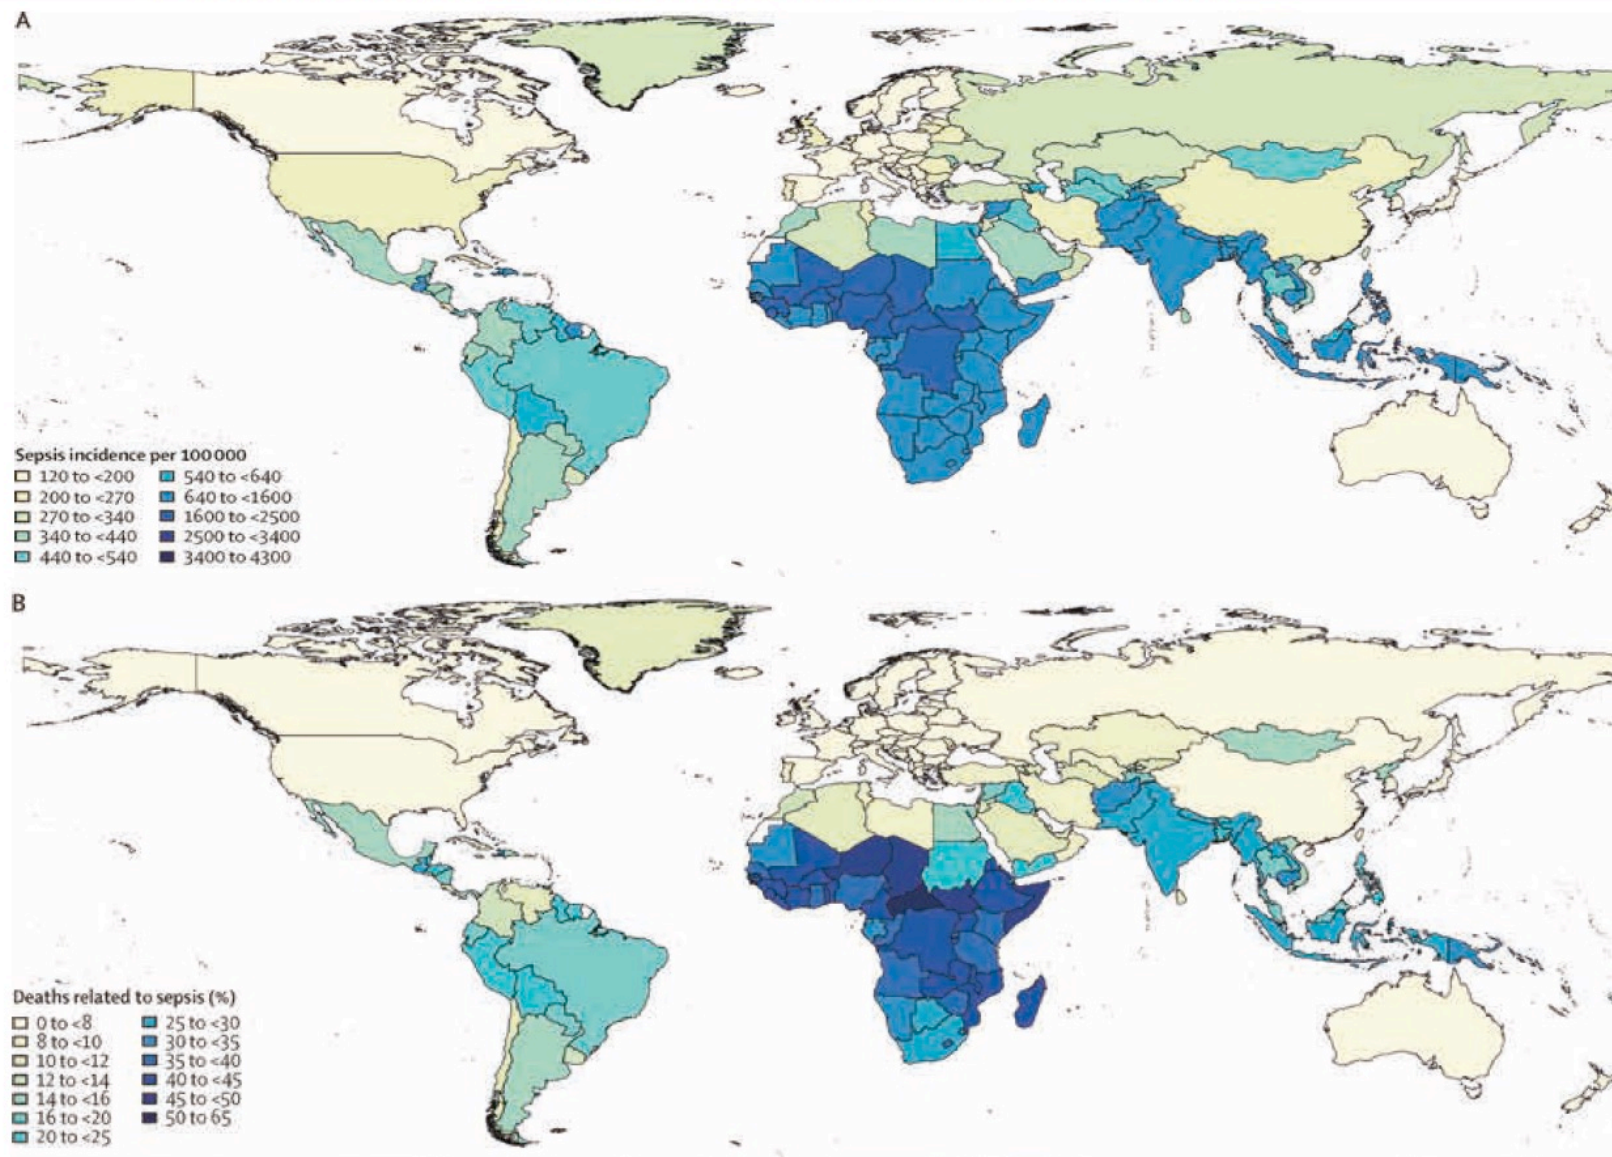 A
Sepsis incidence per 100 000
120 to <200
200 to <270
270 to <340
340 to <440
440 to <540
540 to <640
640 to <1600
1600 to <2500
2500 to <3400
3400 to 4300
B
Deaths related to sepsis (%)
0 to <8
8 to <10
10 to <12
12 to <14
14 to <16
16 to <20
20 to <25
25 to <30
30 to <35
35 to <40
40 to <45
45 to <50
50 to 65